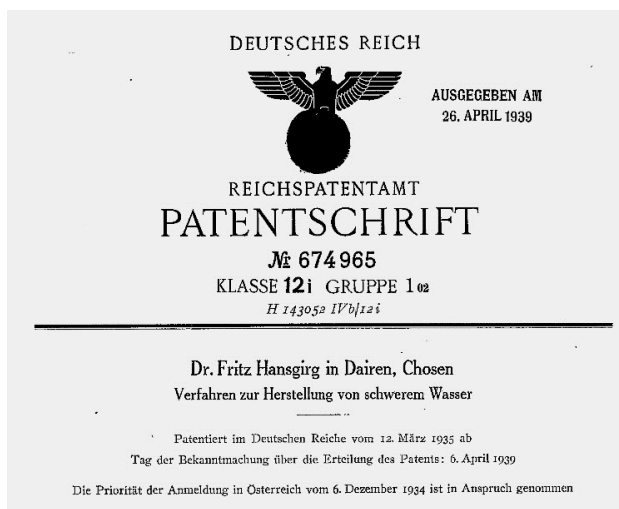 DEUTSCHES REICH
AUSGEGEBEN AM
26. APRIL 1939
REICHSPATENTAMT
PATENTSCHRIFT
№ 674965
KLASSE 12i GRUPPE 1 02
H 143052 IVb/12i
Dr. Fritz Hansgirg in Dairen, Chosen
Verfahren zur Herstellung von schwerem Wasser
Patentiert im Deutschen Reiche vom 12. März 1935 ab
Tag der Bekanntmachung über die Erteilung des Patents: 6. April 1939
Die Priorität der Anmeldung in Österreich vom 6. Dezember 1934 ist in Anspruch genommen